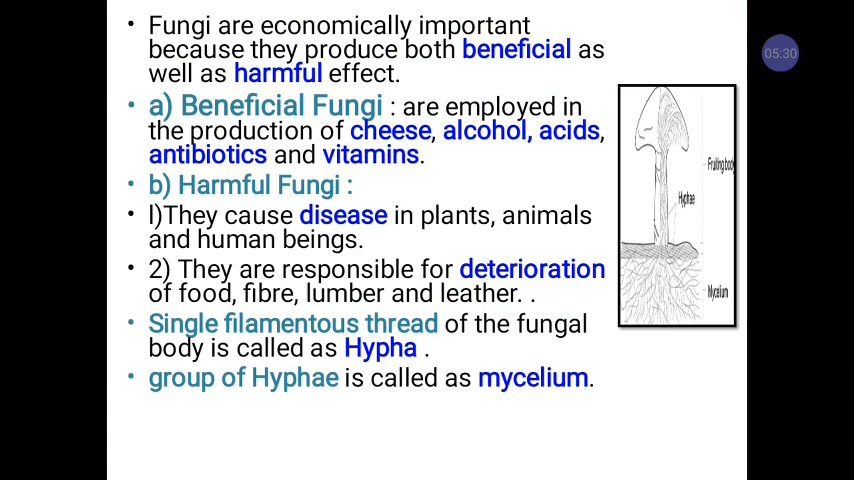 • Fungi are economically important
because they produce both beneficial as
well as harmful effect.
• a) Beneficial Fungi : are employed in
the production of cheese, alcohol, acids,
antibiotics and vitamins.
• b) Harmful Fungi :
• l)They cause disease in plants, animals
and human beings.
• 2) They are responsible for deterioration
of food, fibre, lumber and leather. .
• Single filamentous thread of the fungal
body is called as Hypha .
• group of Hyphae is called as mycelium.
05:30
Fruiting body
Hyphae
Mycelium